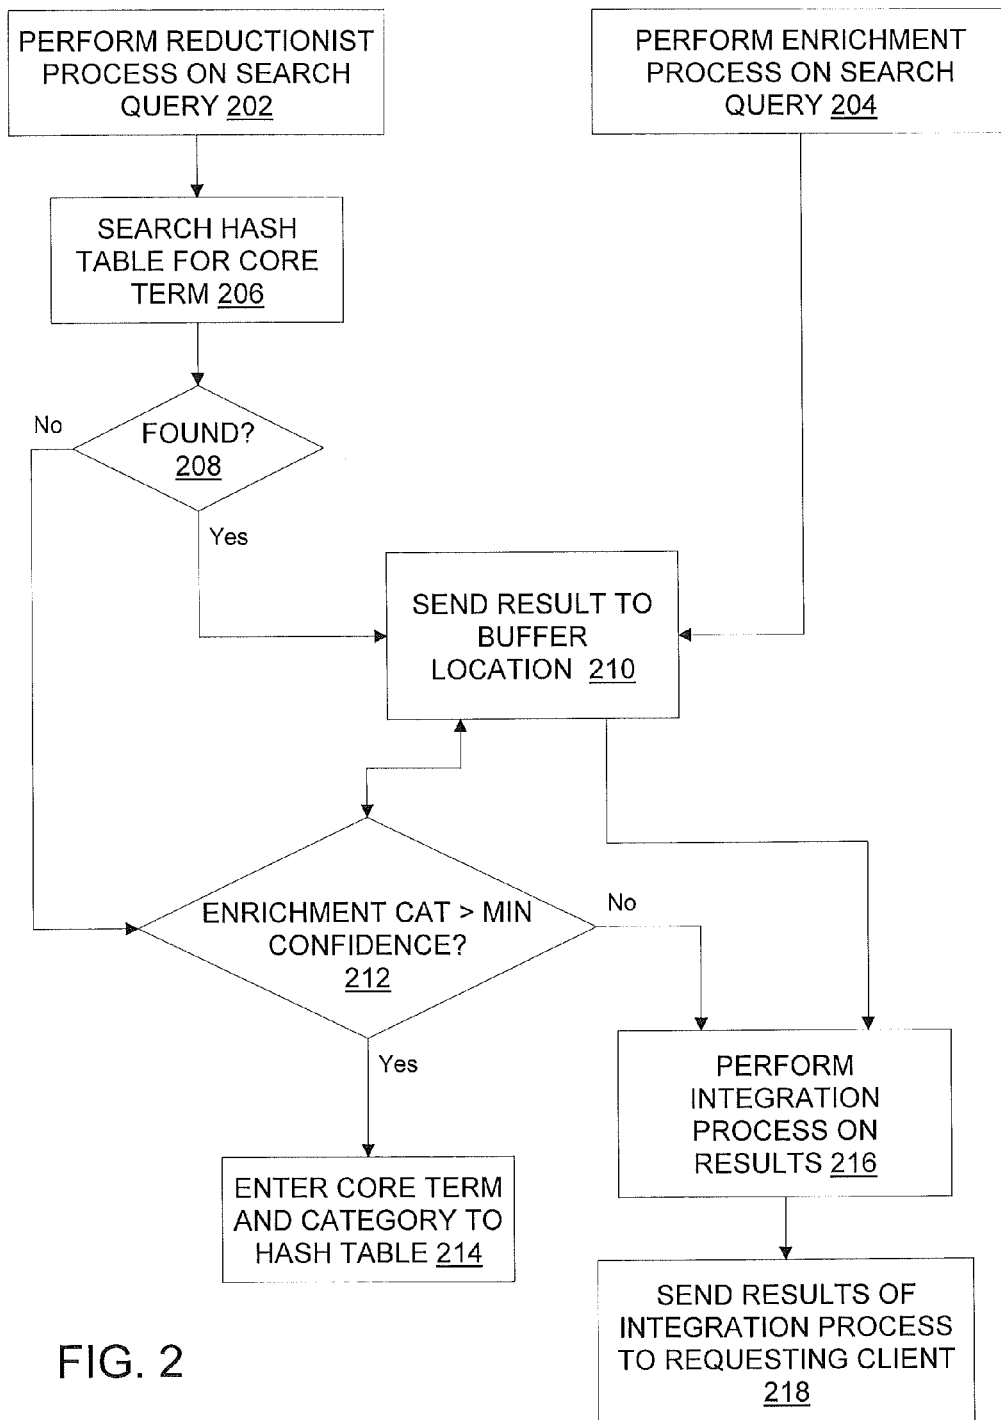 PERFORM REDUCTIONIST
PROCESS ON SEARCH
QUERY 202
PERFORM ENRICHMENT
PROCESS ON SEARCH
QUERY 204
SEARCH HASH
TABLE FOR CORE
TERM 206
No
FOUND?
208
Yes
SEND RESULT TO
BUFFER
LOCATION 210
ENRICHMENT CAT > MIN
CONFIDENCE?
212
No
Yes
PERFORM
INTEGRATION
PROCESS ON
RESULTS 216
ENTER CORE TERM
AND CATEGORY TO
HASH TABLE 214
SEND RESULTS OF
INTEGRATION PROCESS
TO REQUESTING CLIENT
218
FIG. 2